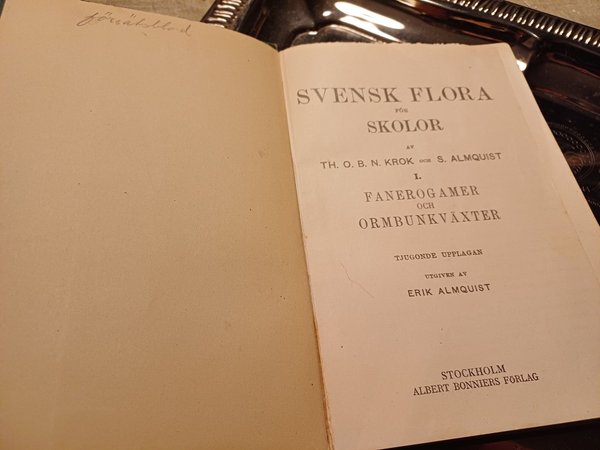 försättsblad
SVENSK FLORA
FÖR
SKOLOR
AV
TH. O. B. N. KROK OCH S. ALMQUIST
I.
FANEROGAMER
OCH
ORMBUNKVÄXTER
TJUGONDE UPPLAGAN
UTGIVEN AV
ERIK ALMQUIST
STOCKHOLM
ALBERT BONNIERS FÖRLAG